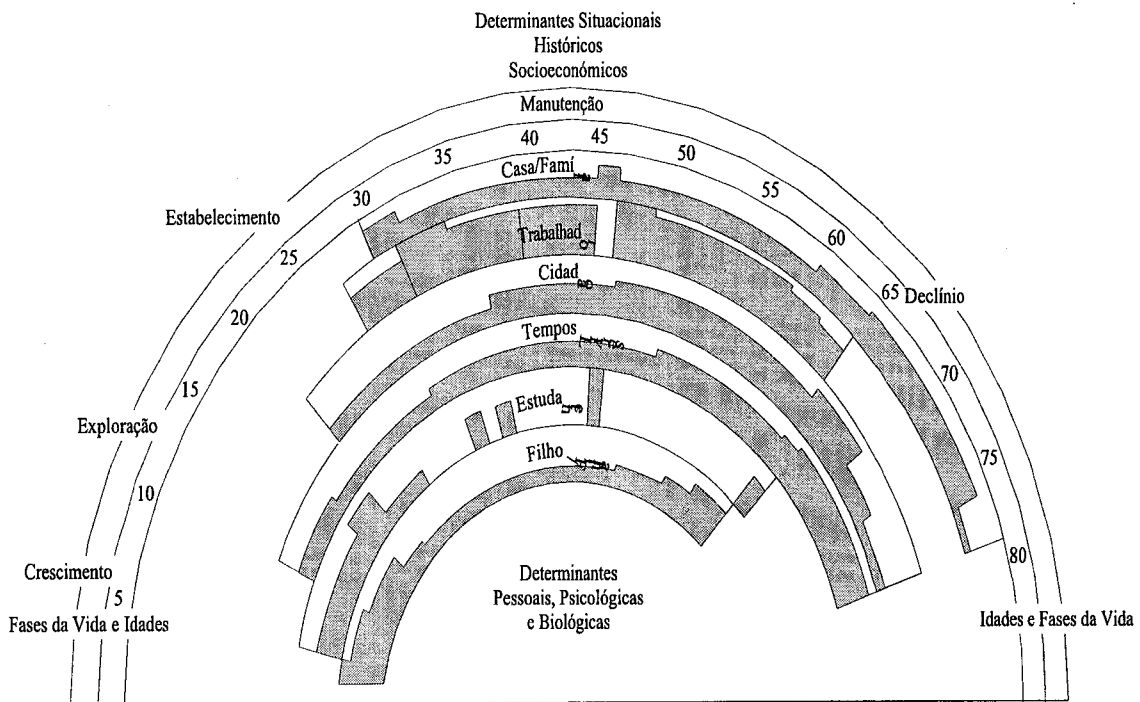 Determinantes Situacionais
Históricos
Socioeconómicos
Manutenção
40
45
35
50
Casa/Famí
30
55
Estabelecimento
Trabalhad
60
25
Cidad
65
Declínio
20
Tempos
70
15
Estuda
Exploração
Filho
75
10
80
Crescimento
Determinantes
Pessoais, Psicológicas
e Biológicas
5
Fases da Vida e Idades
Idades e Fases da Vida